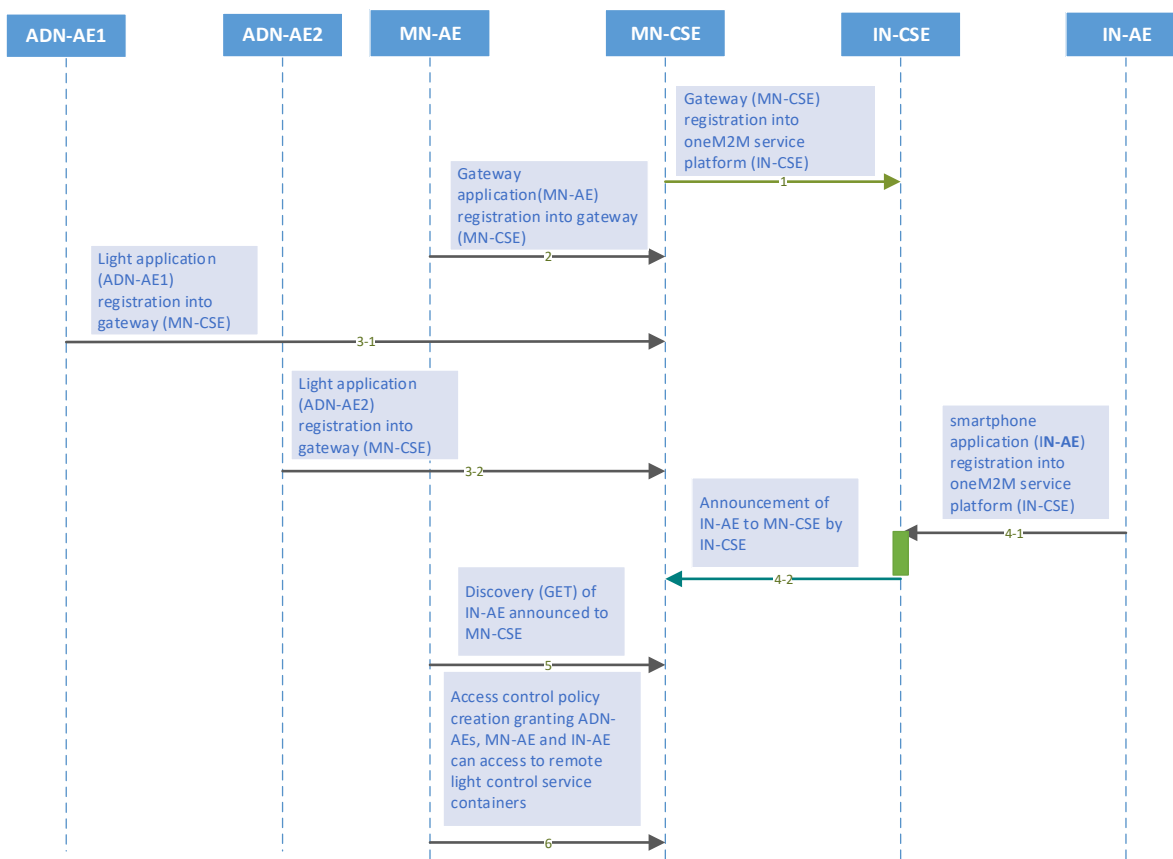 ADN-AE1
ADN-AE2
MN-AE
MN-CSE
IN-CSE
IN-AE
Gateway (MN-CSE)
registration into
oneM2M service
platform (IN-CSE)
1
Gateway
application(MN-AE)
registration into gateway
(MN-CSE)
2
Light application
(ADN-AE1)
registration into
gateway (MN-CSE)
3-1
Light application
(ADN-AE2)
registration into
gateway (MN-CSE)
3-2
smartphone
application (IN-AE)
registration into
oneM2M service
platform (IN-CSE)
4-1
Announcement of
IN-AE to MN-CSE by
IN-CSE
4-2
Discovery (GET) of
IN-AE announced to
MN-CSE
5
Access control policy
creation granting ADN-
AEs, MN-AE and IN-AE
can access to remote
light control service
containers
6